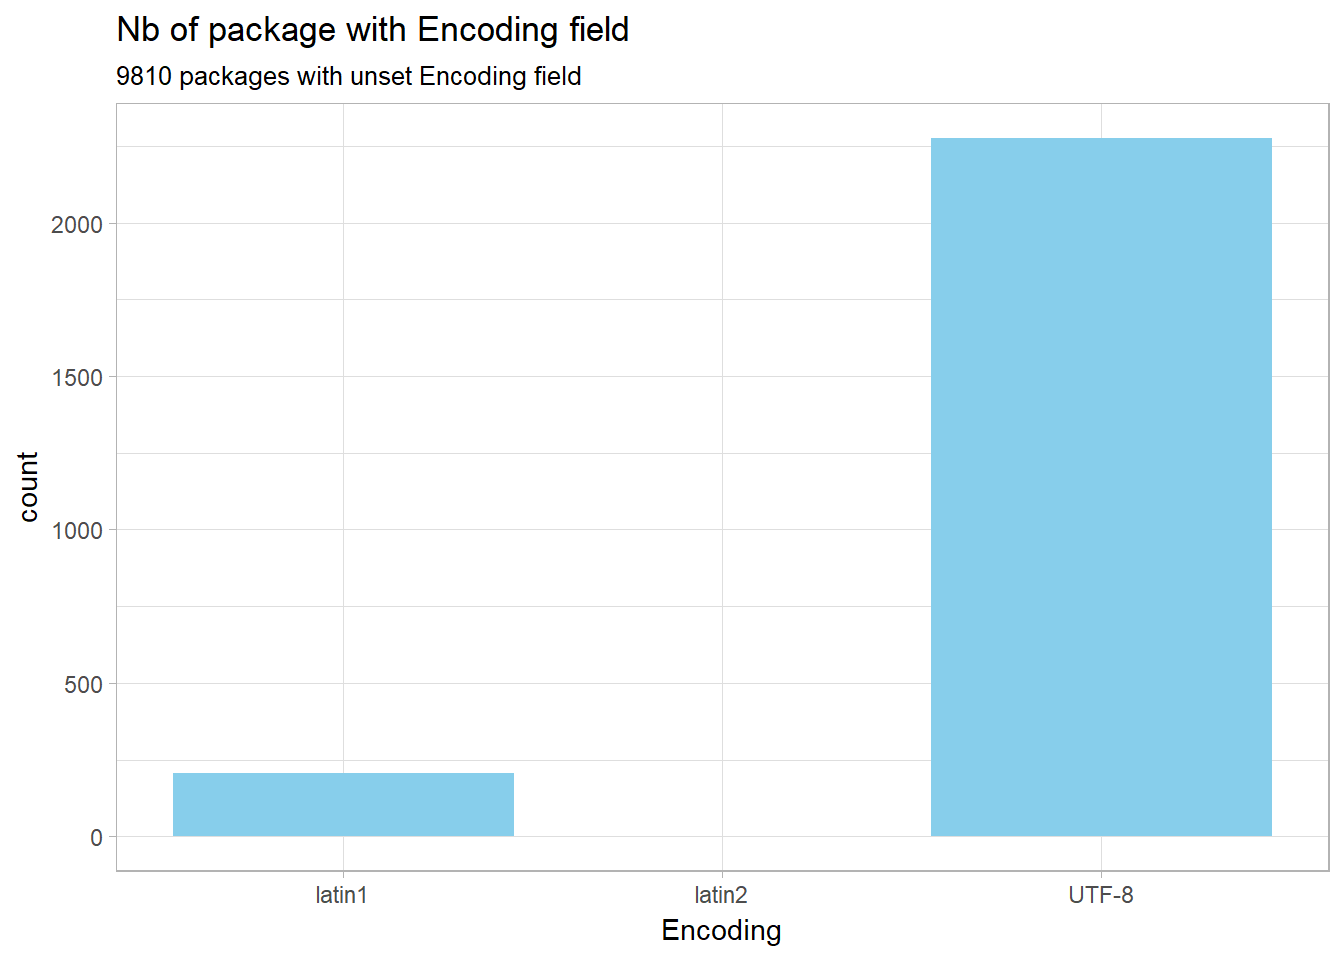 Nb of package with Encoding field
9810 packages with unset Encoding field
2000
1500
1000
500
0
count
latin1
latin2
UTF-8
Encoding